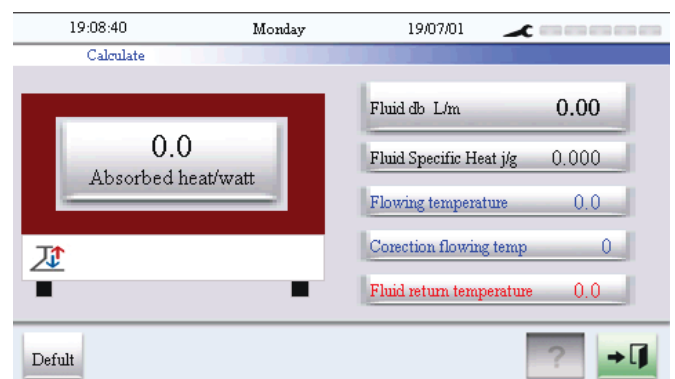 19:08:40 Monday 19/07/01
Calculate
0.0
Absorbed heat/watt
Fluid db L/m 0.00
Fluid Specific Heat j/g 0.000
Flowing temperature 0.0
Corection flowing temp 0
Fluid return temperature 0.0
Defult ?